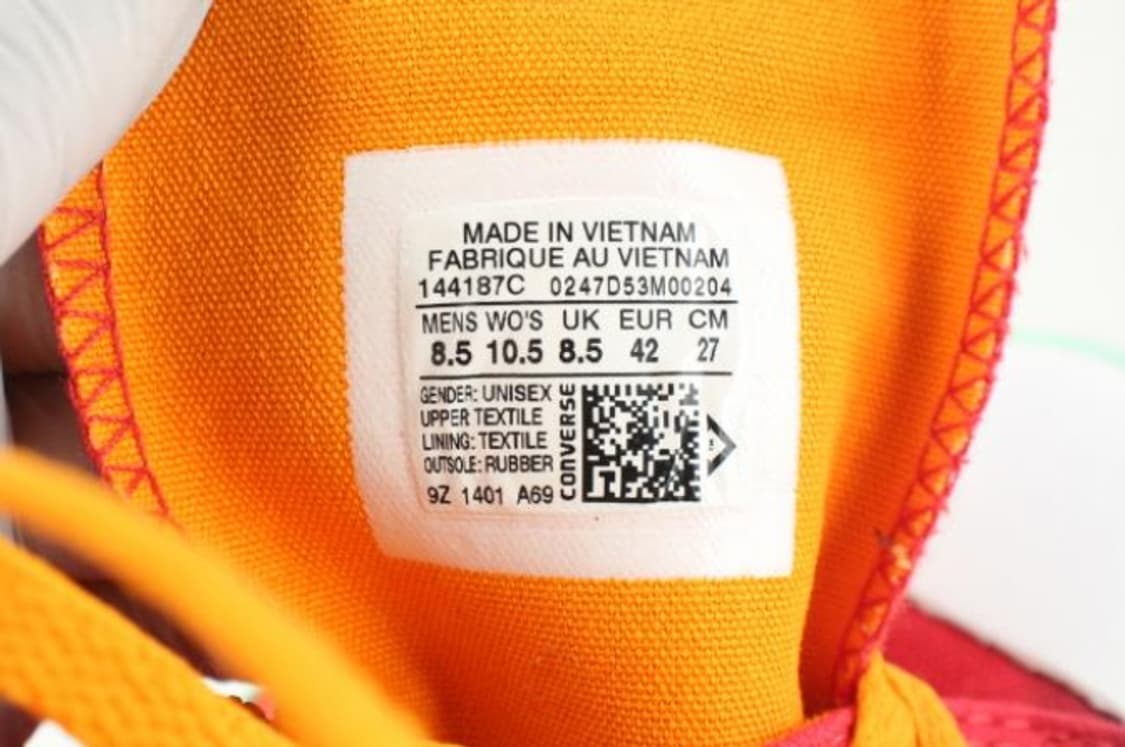 MADE IN VIETNAM
FABRIQUE AU VIETNAM
144187C 0247D53M00204
MENS WO'S UK EUR CM
8.5 10.5 8.5 42 27
GENDER: UNISEX
UPPER TEXTILE
LINING: TEXTILE
OUTSOLE: RUBBER
9Z 1401 A69
CONVERSE